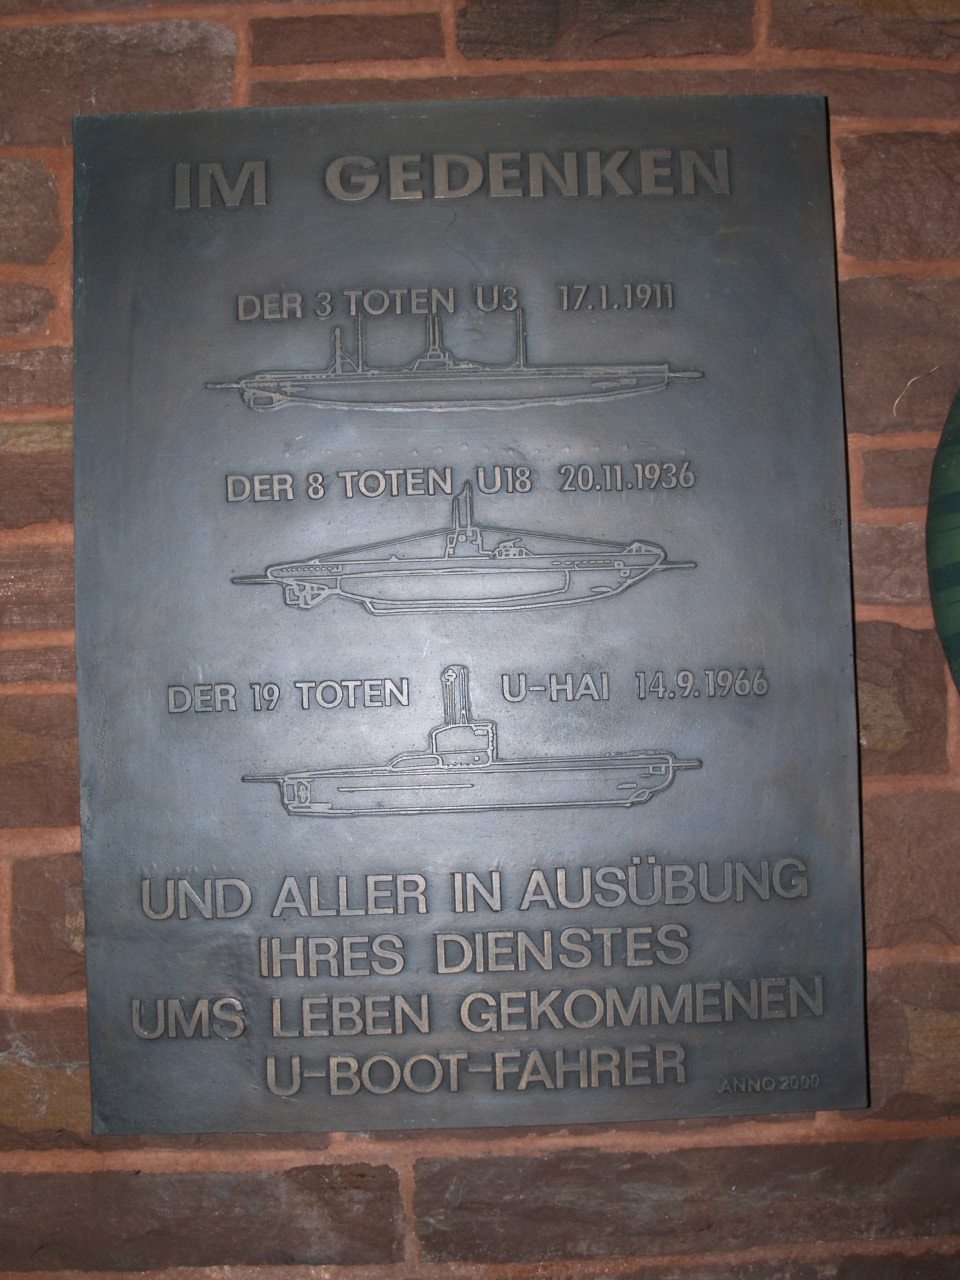 IM GEDENKEN
DER 3 TOTEN U3 17.1.1911
DER 8 TOTEN U18 20.11.1936
DER 19 TOTEN U-HAI 14.9.1966
UND ALLER IN AUSÜBUNG
IHRES DIENSTES
UMS LEBEN GEKOMMENEN
U-BOOT-FAHRER
ANNO 2000